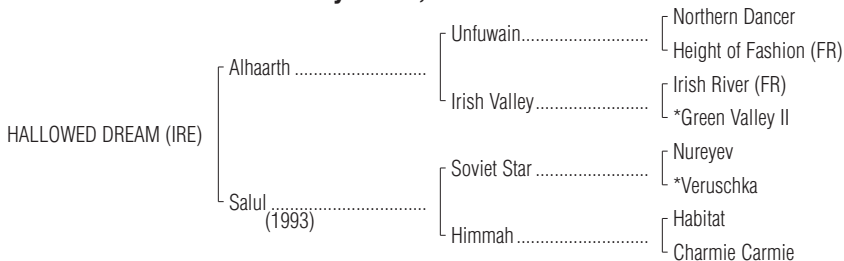 Northern Dancer
Unfuwain..............................
Height of Fashion (FR)
Alhaarth ..............................
Irish River (FR)
Irish Valley..........................
*Green Valley II
HALLOWED DREAM (IRE)
Nureyev
Soviet Star ..........................
*Veruschka
Salul ...................................
(1993)
Habitat
Himmah ..............................
Charmie Carmie